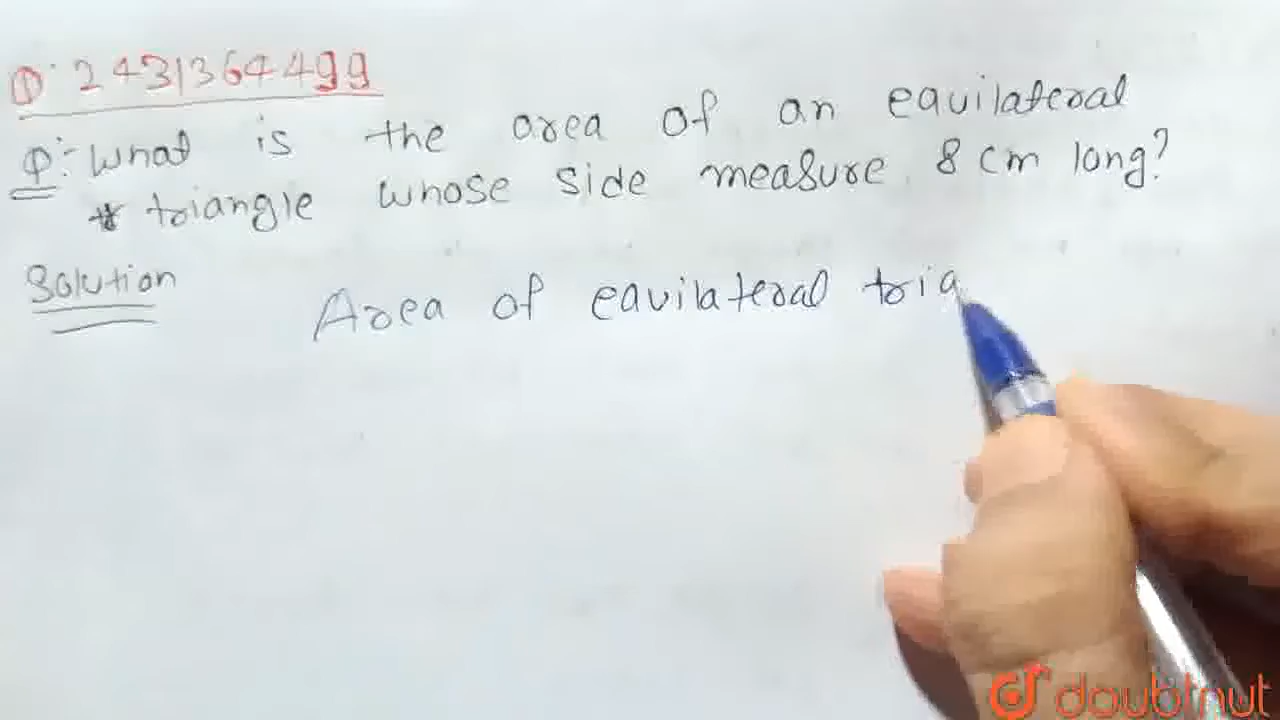 Q: 2431364499
Q:- What is the area of an equilateral
triangle whose side measure 8 cm long?
Solution
Area of equilateral tria
doubtnut